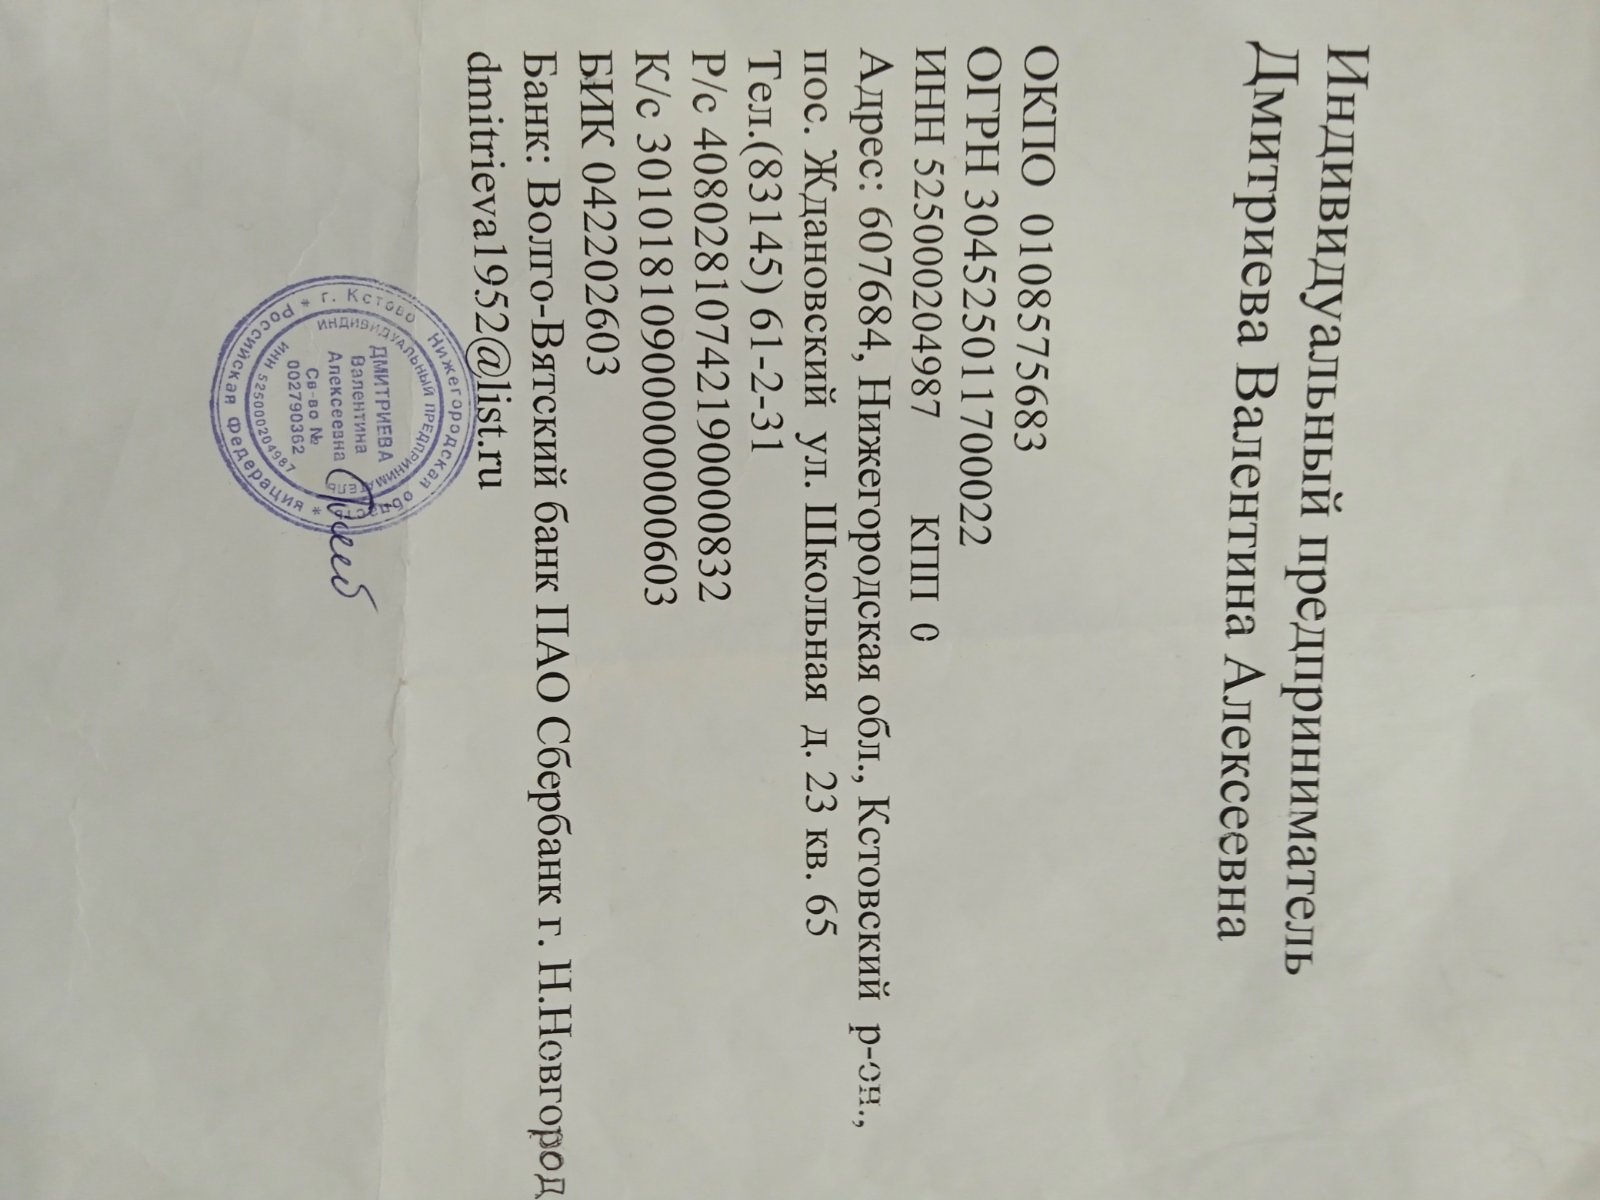 Индивидуальный предприниматель
Дмитриева Валентина Алексеевна
ОКПО 0108575683
ОГРН 304525011700022
ИНН 525000204987 КПП 0
Адрес: 607684, Нижегородская обл., Кстовский р-он.,
пос. Ждановский ул. Школьная д. 23 кв. 65
Тел.(83145) 61-2-31
Р/с 40802810742190000832
К/с 30101810900000000603
БИК 042202603
Банк: Волго-Вятский банк ПАО Сбербанк г. Н.Новгород
dmitrieva1952@list.ru
Российская Федерация * г. Кстово Нижегородская область *
ИНДИВИДУАЛЬНЫЙ ПРЕДПРИНИМАТЕЛЬ
ДМИТРИЕВА
Валентина
Алексеевна
Св-во №
002790362
ИНН 525000204987